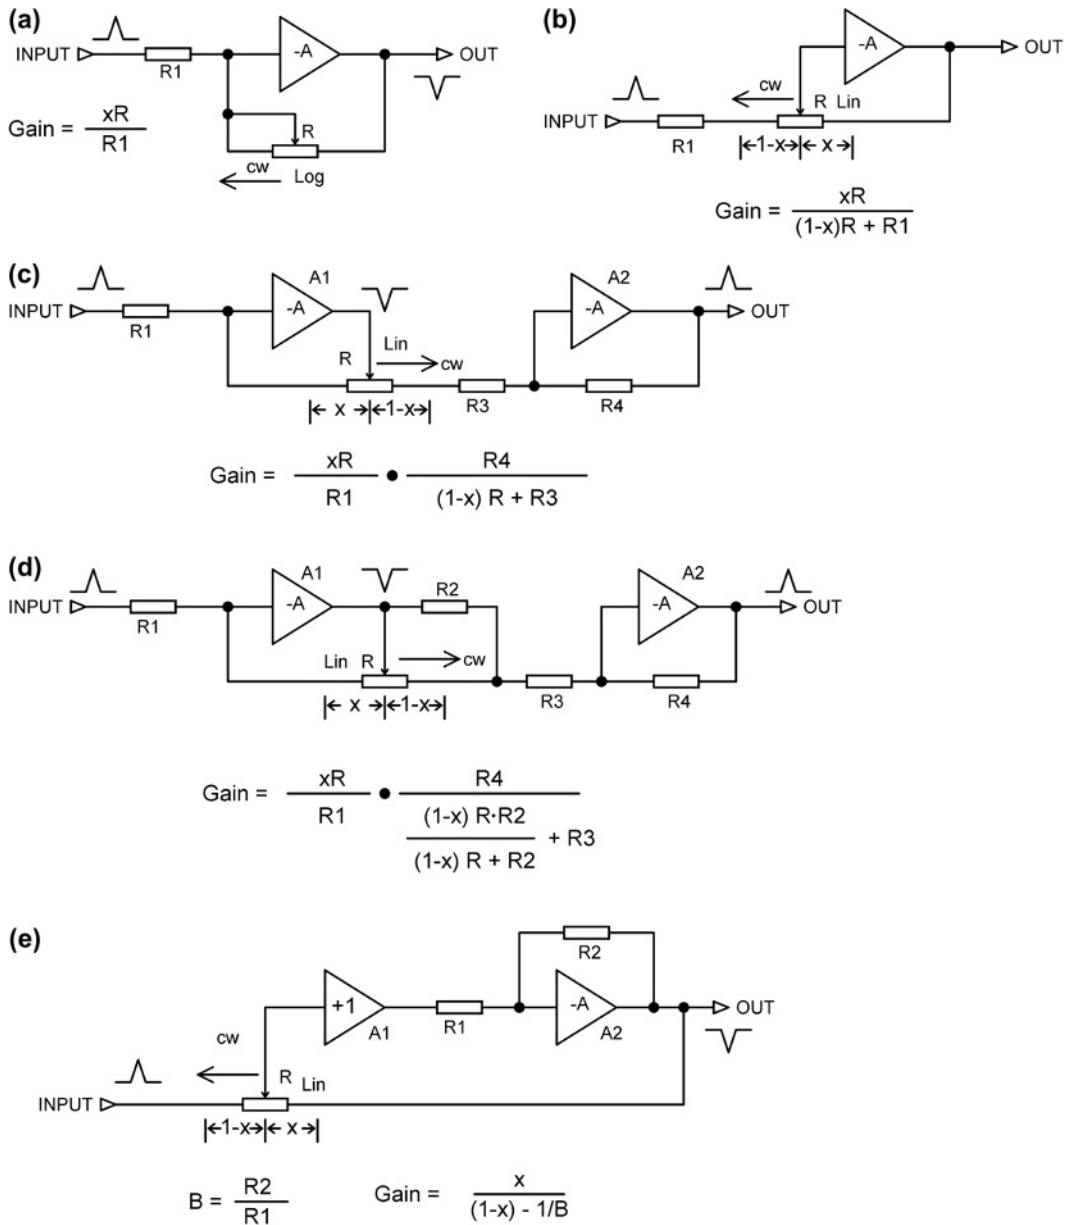 (a)
INPUT R1 -A OUT
R
cw
Log
Gain = xR
R1
(b)
-A OUT
cw
R Lin
INPUT
R1 1-x x
Gain = xR
(1-x)R + R1
(c)
A1 A2
INPUT -A -A OUT
R1
Lin
R cw
R3 R4
x 1-x
Gain = xR • R4
R1 (1-x) R + R3
(d)
A1 A2
R2
INPUT -A -A OUT
R1
Lin R cw
R3 R4
x 1-x
Gain = xR • R4
R1 (1-x) R·R2 + R3
(1-x) R + R2
(e)
R2
+1 -A OUT
A1 R1 A2
cw
R Lin
INPUT
1-x x
B = R2
R1
Gain = x
(1-x) - 1/B